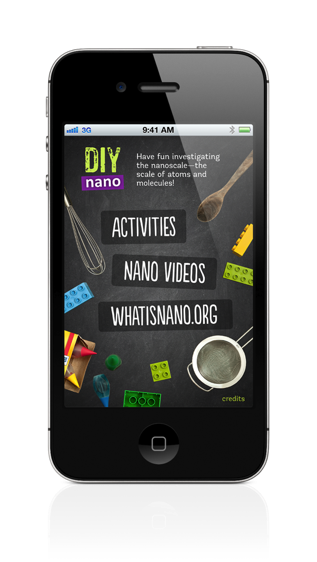 3G 9:41 AM
DIY
nano
Have fun investigating
the nanoscale—the
scale of atoms and
molecules!
ACTIVITIES
NANO VIDEOS
WHATISNANO.ORG
credits